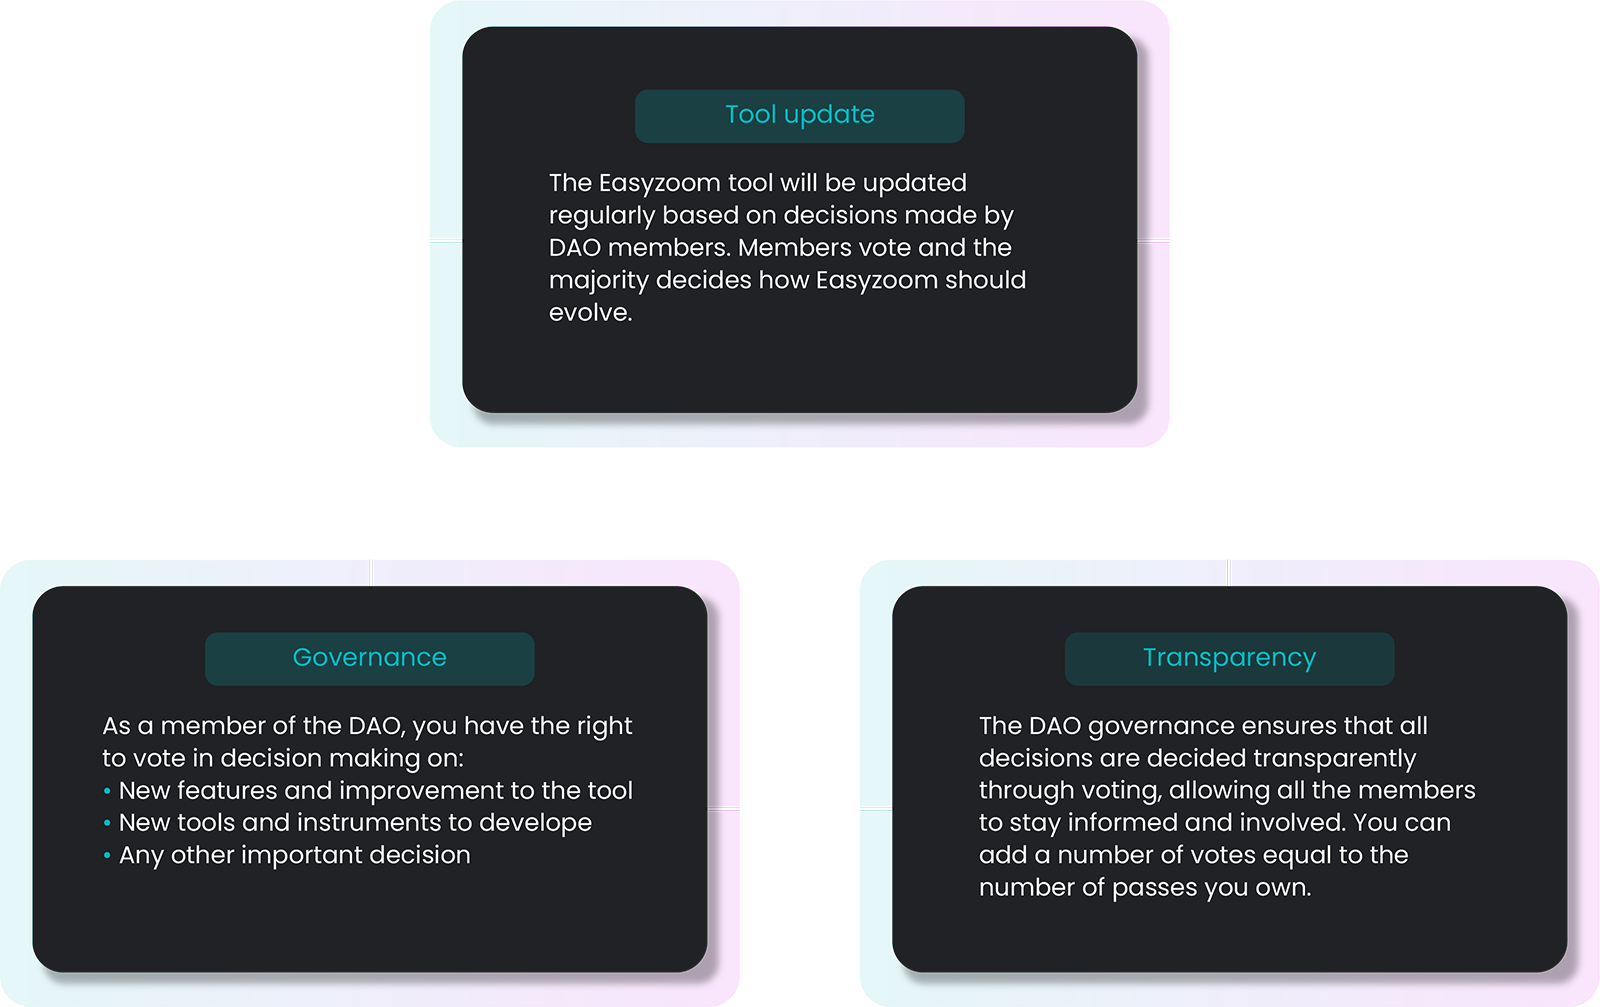 Tool update
The Easyzoom tool will be updated
regularly based on decisions made by
DAO members. Members vote and the
majority decides how Easyzoom should
evolve.
Governance
As a member of the DAO, you have the right
to vote in decision making on:
• New features and improvement to the tool
• New tools and instruments to develope
• Any other important decision
Transparency
The DAO governance ensures that all
decisions are decided transparently
through voting, allowing all the members
to stay informed and involved. You can
add a number of votes equal to the
number of passes you own.